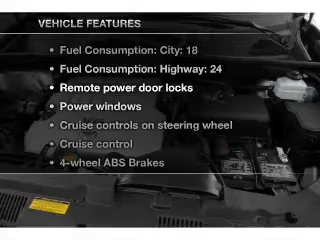 VEHICLE FEATURES
• Fuel Consumption: City: 18
• Fuel Consumption: Highway: 24
• Remote power door locks
• Power windows
• Cruise controls on steering wheel
• Cruise control
• 4-wheel ABS Brakes